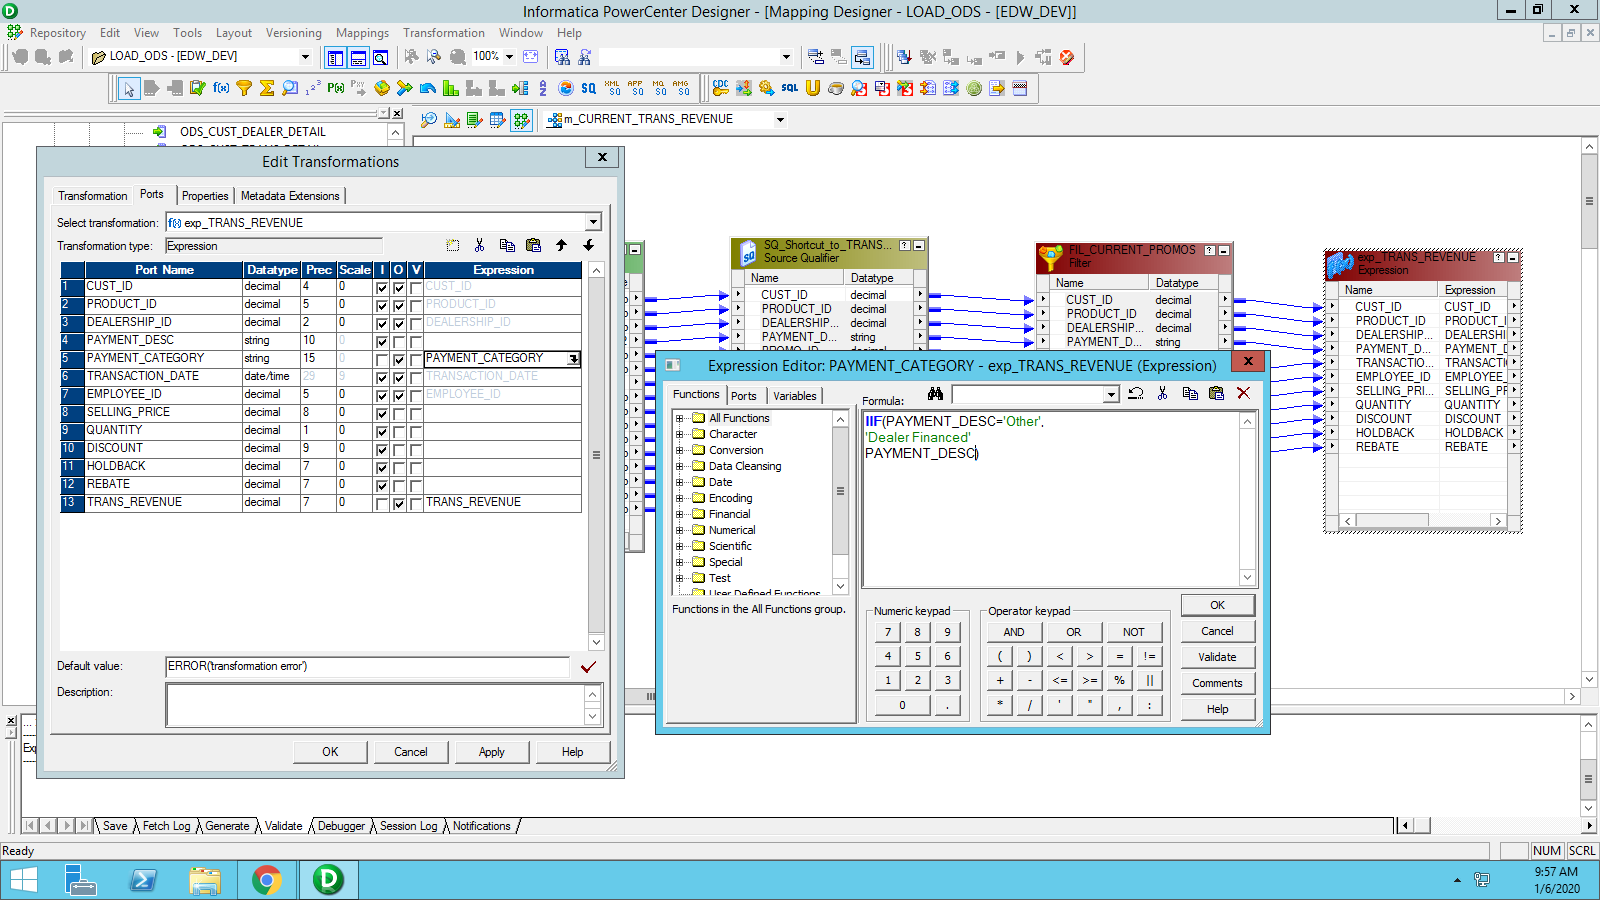 Informatica PowerCenter Designer - [Mapping Designer - LOAD_ODS - [EDW_DEV]]
Repository Edit View Tools Layout Versioning Mappings Transformation Window Help
LOAD_ODS - [EDW_DEV] 100%
m_CURRENT_TRANS_REVENUE
ODS_CUST_DEALER_DETAIL
Edit Transformations
Transformation Ports Properties Metadata Extensions
Select transformation: f(x) exp_TRANS_REVENUE
Transformation type: Expression
Port Name Datatype Prec Scale I O V Expression
1 CUST_ID decimal 4 0 CUST_ID
2 PRODUCT_ID decimal 5 0 PRODUCT_ID
3 DEALERSHIP_ID decimal 2 0 DEALERSHIP_ID
4 PAYMENT_DESC string 10 0
5 PAYMENT_CATEGORY string 15 0 PAYMENT_CATEGORY
6 TRANSACTION_DATE date/time 29 9 TRANSACTION_DATE
7 EMPLOYEE_ID decimal 5 0 EMPLOYEE_ID
8 SELLING_PRICE decimal 8 0
9 QUANTITY decimal 1 0
10 DISCOUNT decimal 9 0
11 HOLDBACK decimal 7 0
12 REBATE decimal 7 0
13 TRANS_REVENUE decimal 7 0 TRANS_REVENUE
Default value: ERROR('transformation error')
Description:
OK Cancel Apply Help
SQ_Shortcut_to_TRANS...
Source Qualifier
Name Datatype
CUST_ID decimal
PRODUCT_ID decimal
DEALERSHIP... decimal
PAYMENT_D... string
FIL_CURRENT_PROMOS
Filter
Name Datatype
CUST_ID decimal
PRODUCT_ID decimal
DEALERSHIP... decimal
PAYMENT_D... string
exp_TRANS_REVENUE
Expression
Name Expression
CUST_ID CUST_ID
PRODUCT_ID PRODUCT_I
DEALERSHIP... DEALERSHI
PAYMENT_D... PAYMENT_D
TRANSACTIO... TRANSACTI
EMPLOYEE_ID EMPLOYEE_
SELLING_PR... SELLING_PR
QUANTITY QUANTITY
DISCOUNT DISCOUNT
HOLDBACK HOLDBACK
REBATE REBATE
Expression Editor: PAYMENT_CATEGORY - exp_TRANS_REVENUE (Expression)
Functions Ports Variables
All Functions
Character
Conversion
Data Cleansing
Date
Encoding
Financial
Numerical
Scientific
Special
Test
User Defined Functions
Functions in the All Functions group.
Formula:
IIF(PAYMENT_DESC='Other',
'Dealer Financed'
PAYMENT_DESC)
Numeric keypad
7 8 9
4 5 6
1 2 3
0 .
Operator keypad
AND OR NOT
( ) < > = !=
+ - <= >= % ||
* / ' " , :
OK
Cancel
Validate
Comments
Help
Save Fetch Log Generate Validate Debugger Session Log Notifications
Ready NUM SCRL
9:57 AM
1/6/2020